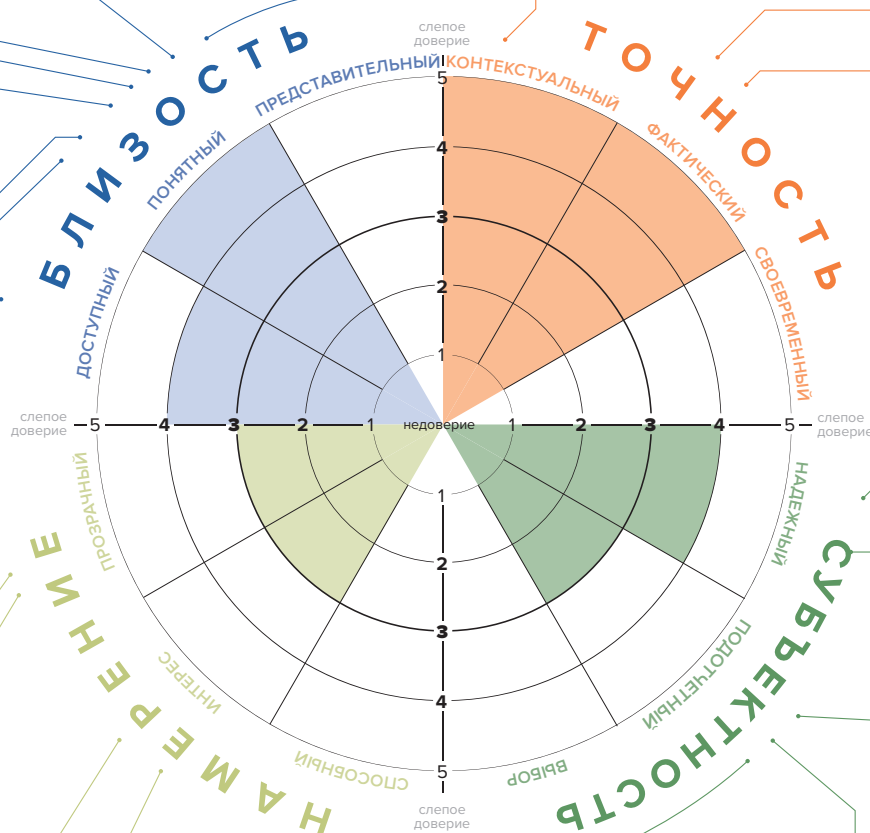 слепое
доверие
БЛИЗОСТЬ
ТОЧНОСТЬ
ПРЕДСТАВИТЕЛЬНЫЙ
КОНТЕКСТУАЛЬНЫЙ
ПОНЯТНЫЙ
ФАКТИЧЕСКИЙ
ДОСТУПНЫЙ
СВОЕВРЕМЕННЫЙ
5
4
3
2
1
слепое
доверие
5 4 3 2 1 недоверие 1 2 3 4 5
слепое
доверие
1
2
3
4
5
ПРОЗРАЧНЫЙ
НАДЕЖНЫЙ
ИНТЕРЕС
ПОДОТЧЕТНЫЙ
СПОСОБНЫЙ
ВЫБОР
НАМЕРЕНИЕ
СУБЪЕКТНОСТЬ
слепое
доверие